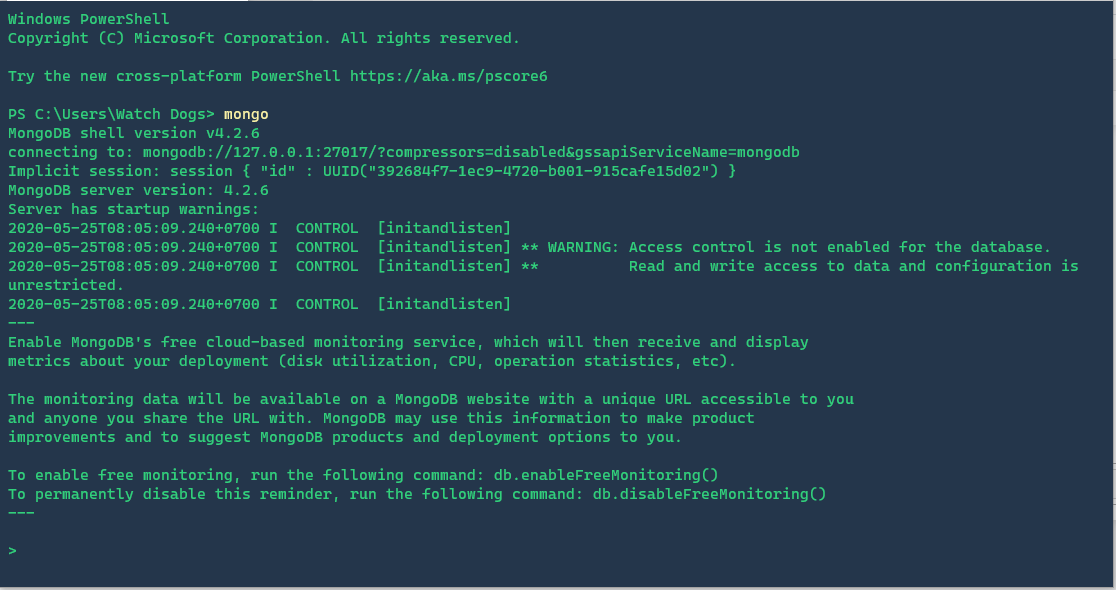 Windows PowerShell
Copyright (C) Microsoft Corporation. All rights reserved.
Try the new cross-platform PowerShell https://aka.ms/pscore6
PS C:\Users\Watch Dogs> mongo
MongoDB shell version v4.2.6
connecting to: mongodb://127.0.0.1:27017/?compressors=disabled&gssapiServiceName=mongodb
Implicit session: session { "id" : UUID("392684f7-1ec9-4720-b001-915cafe15d02") }
MongoDB server version: 4.2.6
Server has startup warnings:
2020-05-25T08:05:09.240+0700 I  CONTROL  [initandlisten]
2020-05-25T08:05:09.240+0700 I  CONTROL  [initandlisten] ** WARNING: Access control is not enabled for the database.
2020-05-25T08:05:09.240+0700 I  CONTROL  [initandlisten] **          Read and write access to data and configuration is
unrestricted.
2020-05-25T08:05:09.240+0700 I  CONTROL  [initandlisten]
---
Enable MongoDB's free cloud-based monitoring service, which will then receive and display
metrics about your deployment (disk utilization, CPU, operation statistics, etc).
The monitoring data will be available on a MongoDB website with a unique URL accessible to you
and anyone you share the URL with. MongoDB may use this information to make product
improvements and to suggest MongoDB products and deployment options to you.
To enable free monitoring, run the following command: db.enableFreeMonitoring()
To permanently disable this reminder, run the following command: db.disableFreeMonitoring()
---
>